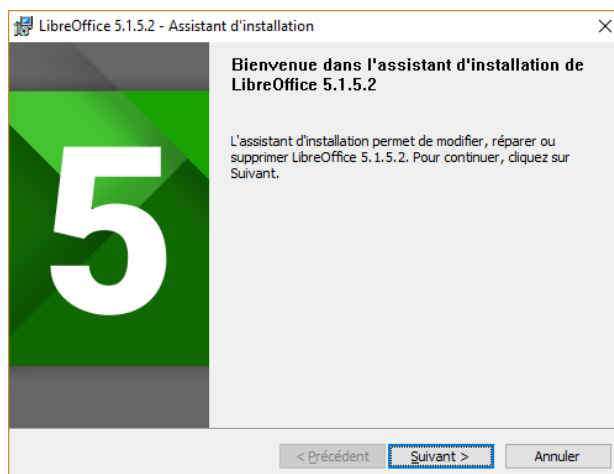 LibreOffice 5.1.5.2 - Assistant d'installation
Bienvenue dans l'assistant d'installation de
LibreOffice 5.1.5.2
L'assistant d'installation permet de modifier, réparer ou
supprimer LibreOffice 5.1.5.2. Pour continuer, cliquez sur
Suivant.
5
< Précédent
Suivant >
Annuler